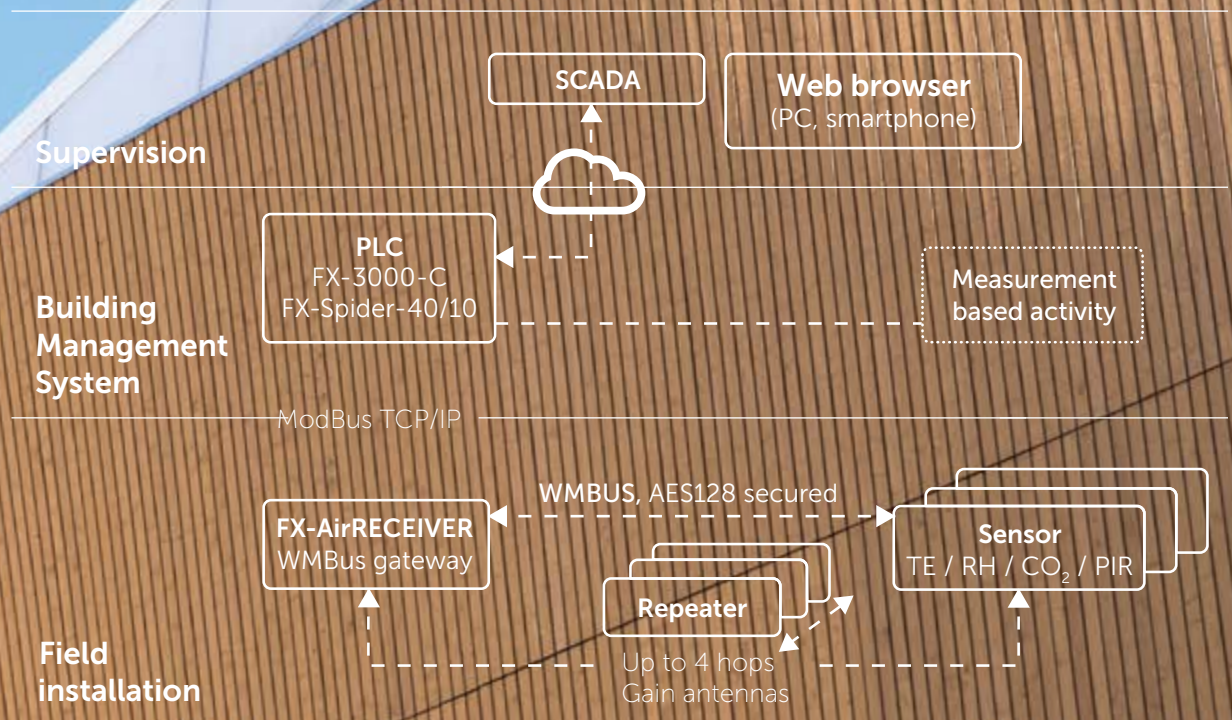 SCADA
Web browser
(PC, smartphone)
Supervision
PLC
FX-3000-C
FX-Spider-40/10
Measurement
based activity
Building
Management
System
ModBus TCP/IP
WMBUS, AES128 secured
FX-AirRECEIVER
WMBus gateway
Sensor
TE / RH / CO₂ / PIR
Repeater
Up to 4 hops
Gain antennas
Field
installation